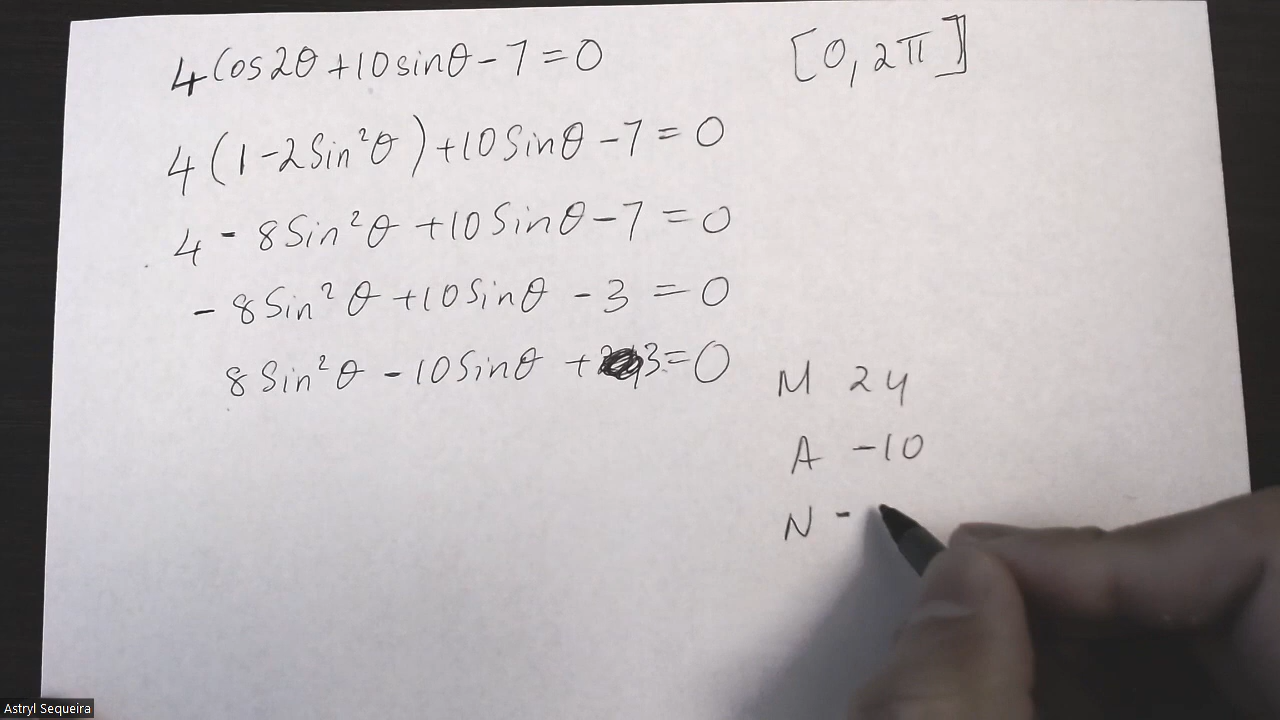 4Cos2θ+10sinθ-7=0 [0,2π]
4(1-2Sin²θ)+10Sinθ-7=0
4-8Sin²θ+10Sinθ-7=0
-8Sin²θ+10Sinθ-3=0
8Sin²θ-10Sinθ+3=0
M 24
A -10
N -
Astryl Sequeira